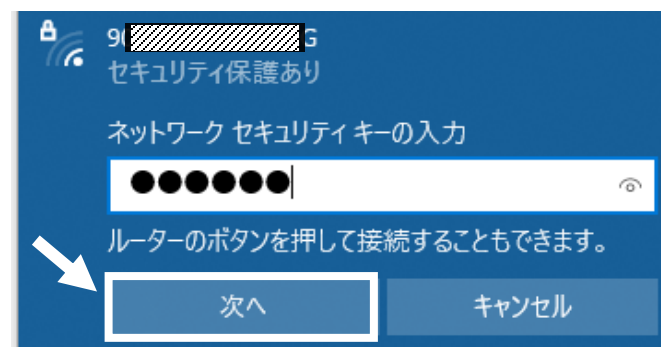 9 G
セキュリティ保護あり
ネットワーク セキュリティ キーの入力
●●●●●●
ルーターのボタンを押して接続することもできます。
次へ キャンセル